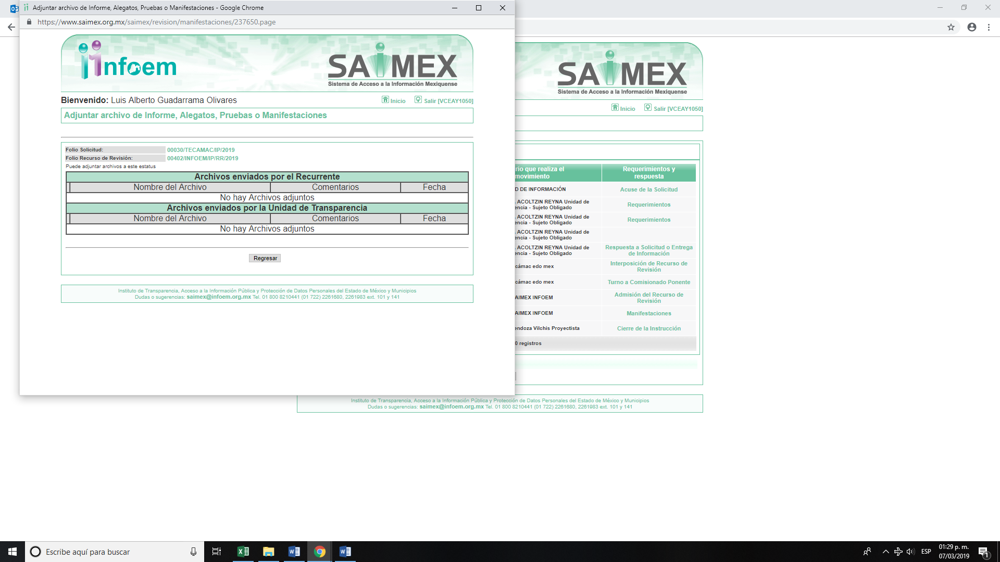 Adjuntar archivo de Informe, Alegatos, Pruebas o Manifestaciones - Google Chrome
https://www.saimex.org.mx/saimex/revision/manifestaciones/237650.page
infoem
SAIMEX
Sistema de Acceso a la Información Mexiquense
Bienvenido: Luis Alberto Guadarrama Olivares
Inicio
Salir [VCEAY1050]
Adjuntar archivo de Informe, Alegatos, Pruebas o Manifestaciones
Folio Solicitud: 00030/TECAMAC/IP/2019
Folio Recurso de Revisión: 00402/INFOEM/IP/RR/2019
Puede adjuntar archivos a este estatus
Archivos enviados por el Recurrente
Nombre del Archivo Comentarios Fecha
No hay Archivos adjuntos
Archivos enviados por la Unidad de Transparencia
Nombre del Archivo Comentarios Fecha
No hay Archivos adjuntos
Regresar
Instituto de Transparencia, Acceso a la Información Pública y Protección de Datos Personales del Estado de México y Municipios
Dudas o sugerencias: saimex@infoem.org.mx Tel. 01 800 8210441 (01 722) 2261680, 2261983 ext. 101 y 141
SAIMEX
Sistema de Acceso a la Información Mexiquense
Inicio
Salir [VCEAY1050]
rio que realiza el
movimiento
Requerimientos y
respuesta
D DE INFORMACIÓN
Acuse de la Solicitud
ACOLTZIN REYNA Unidad de
encia - Sujeto Obligado
Requerimientos
ACOLTZIN REYNA Unidad de
encia - Sujeto Obligado
Requerimientos
ACOLTZIN REYNA Unidad de
encia - Sujeto Obligado
ACOLTZIN REYNA Unidad de
encia - Sujeto Obligado
Respuesta a Solicitud o Entrega
de Información
cámac edo mex
Interposición de Recurso de
Revisión
cámac edo mex
Turno a Comisionado Ponente
AIMEX INFOEM
Admisión del Recurso de
Revisión
AIMEX INFOEM
Manifestaciones
endoza Vilchis Proyectista
Cierre de la Instrucción
0 registros
Instituto de Transparencia, Acceso a la Información Pública y Protección de Datos Personales del Estado de México y Municipios
Dudas o sugerencias: saimex@infoem.org.mx Tel. 01 800 8210441 (01 722) 2261680, 2261983 ext. 101 y 141
Escribe aquí para buscar
ESP
01:29 p. m.
07/03/2019
1